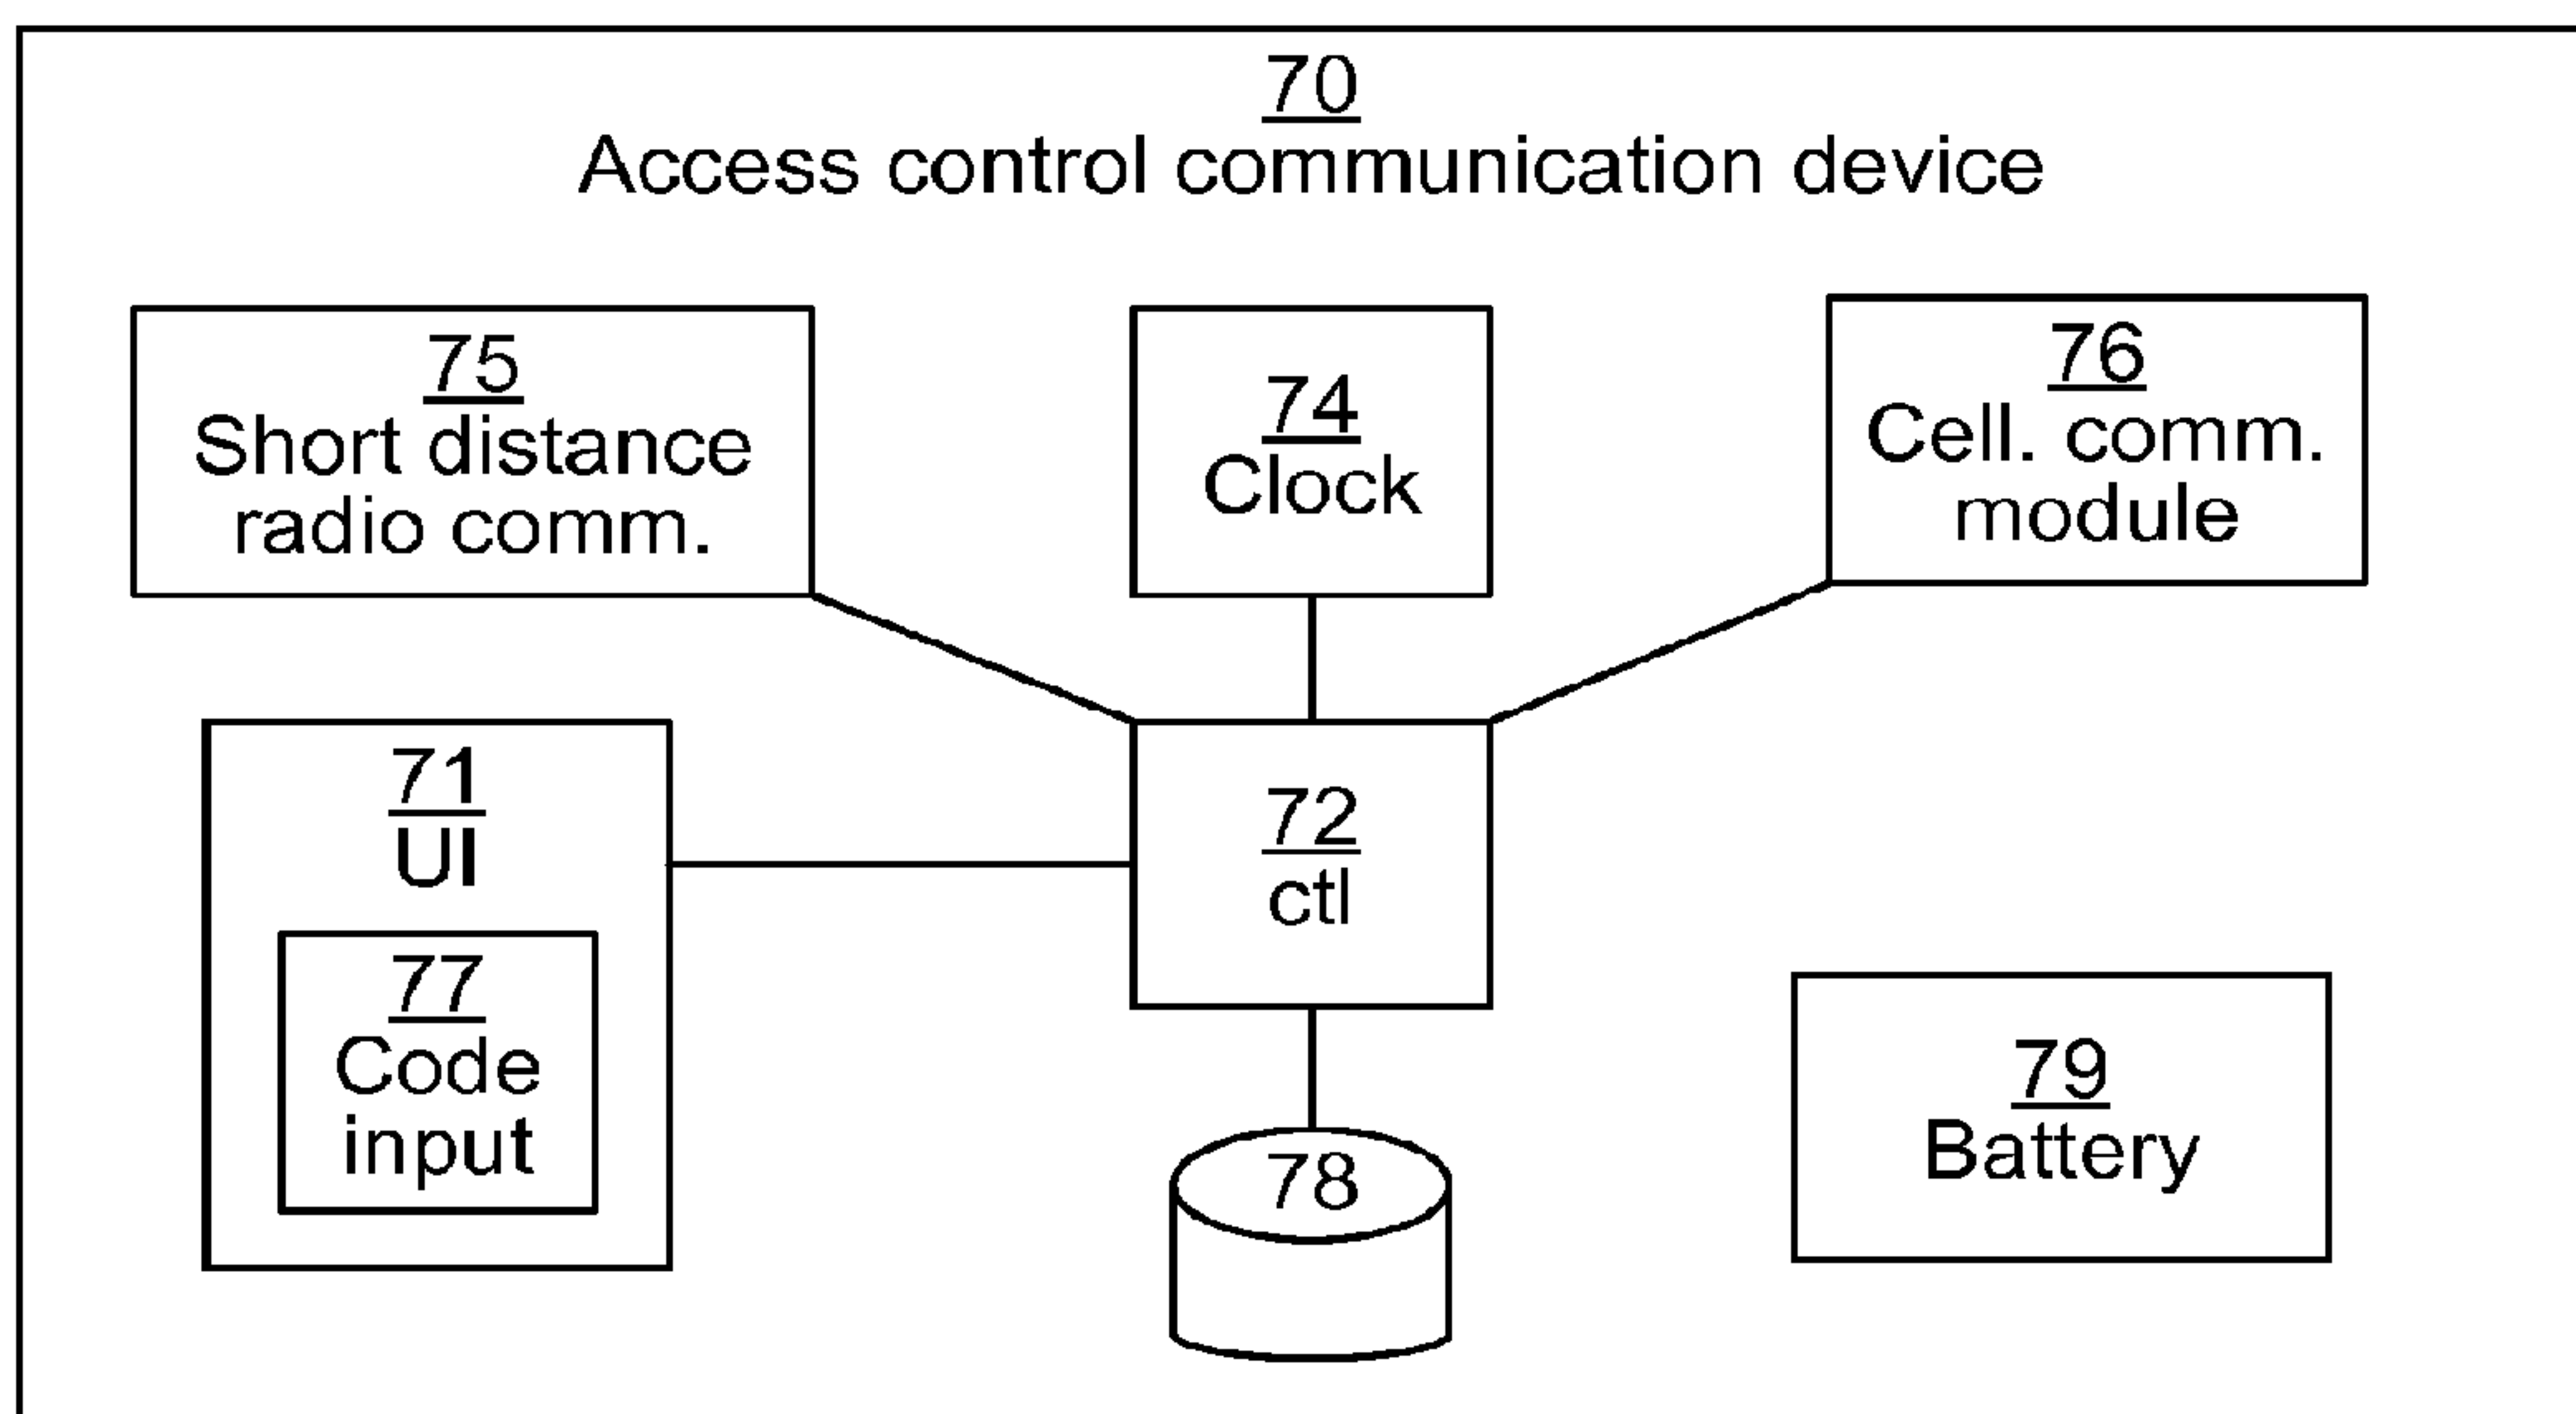 70
Access control communication device
75
Short distance
radio comm.
74
Clock
76
Cell. comm.
module
71
UI
77
Code
input
72
ctl
78
79
Battery